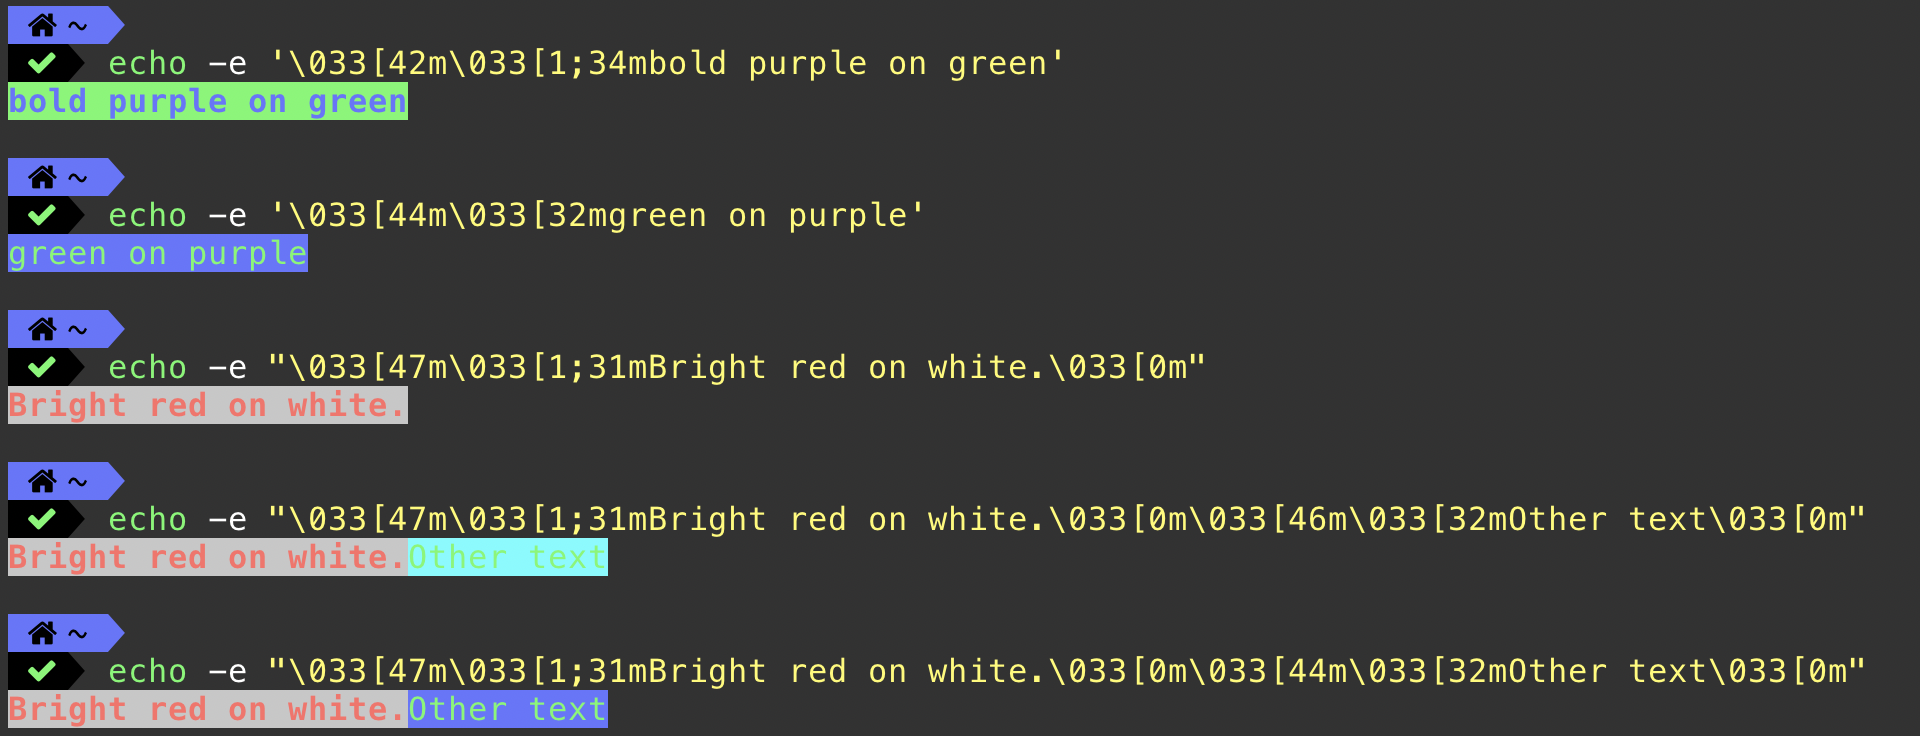 ~
echo -e '\033[42m\033[1;34mbold purple on green'
bold purple on green
~
echo -e '\033[44m\033[32mgreen on purple'
green on purple
~
echo -e "\033[47m\033[1;31mBright red on white.\033[0m"
Bright red on white.
~
echo -e "\033[47m\033[1;31mBright red on white.\033[0m\033[46m\033[32mOther text\033[0m"
Bright red on white.Other text
~
echo -e "\033[47m\033[1;31mBright red on white.\033[0m\033[44m\033[32mOther text\033[0m"
Bright red on white.Other text